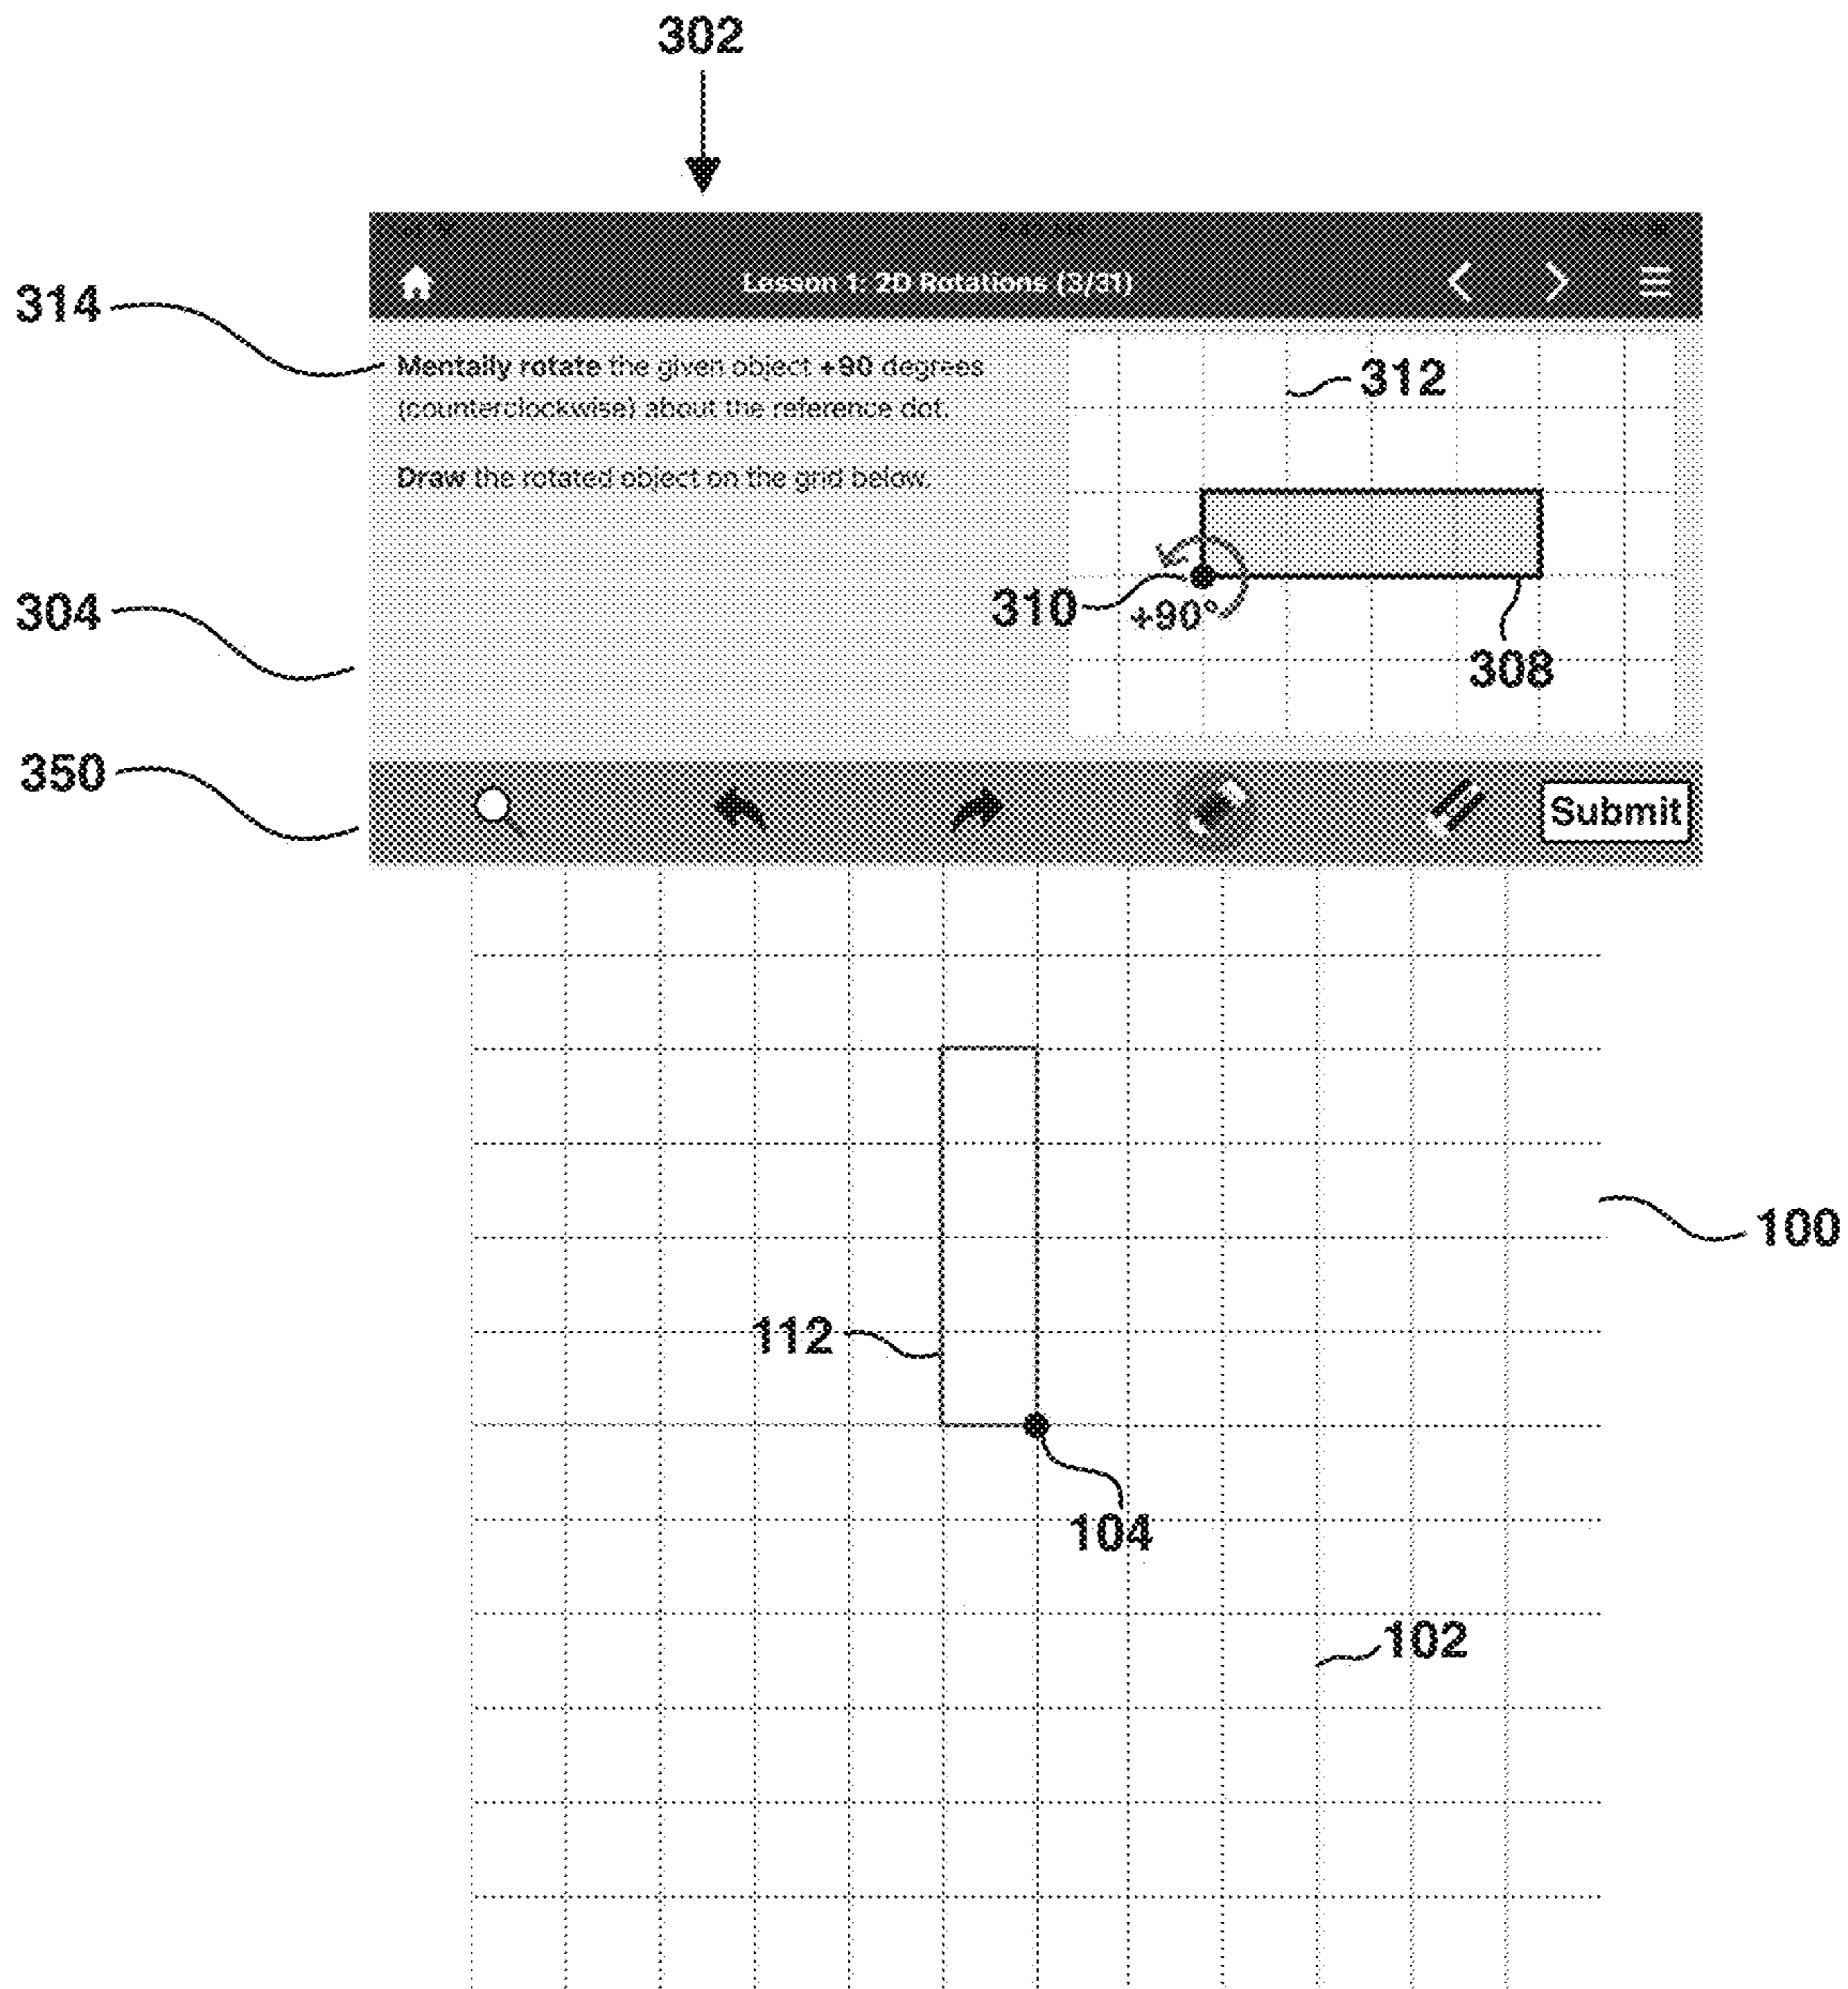 302
Lesson 1: 2D Rotations (3/31)
314
Mentally rotate the given object +90 degrees
(counterclockwise) about the reference dot.
312
Draw the rotated object on the grid below.
304
310
+90°
308
350
Submit
100
112
104
102